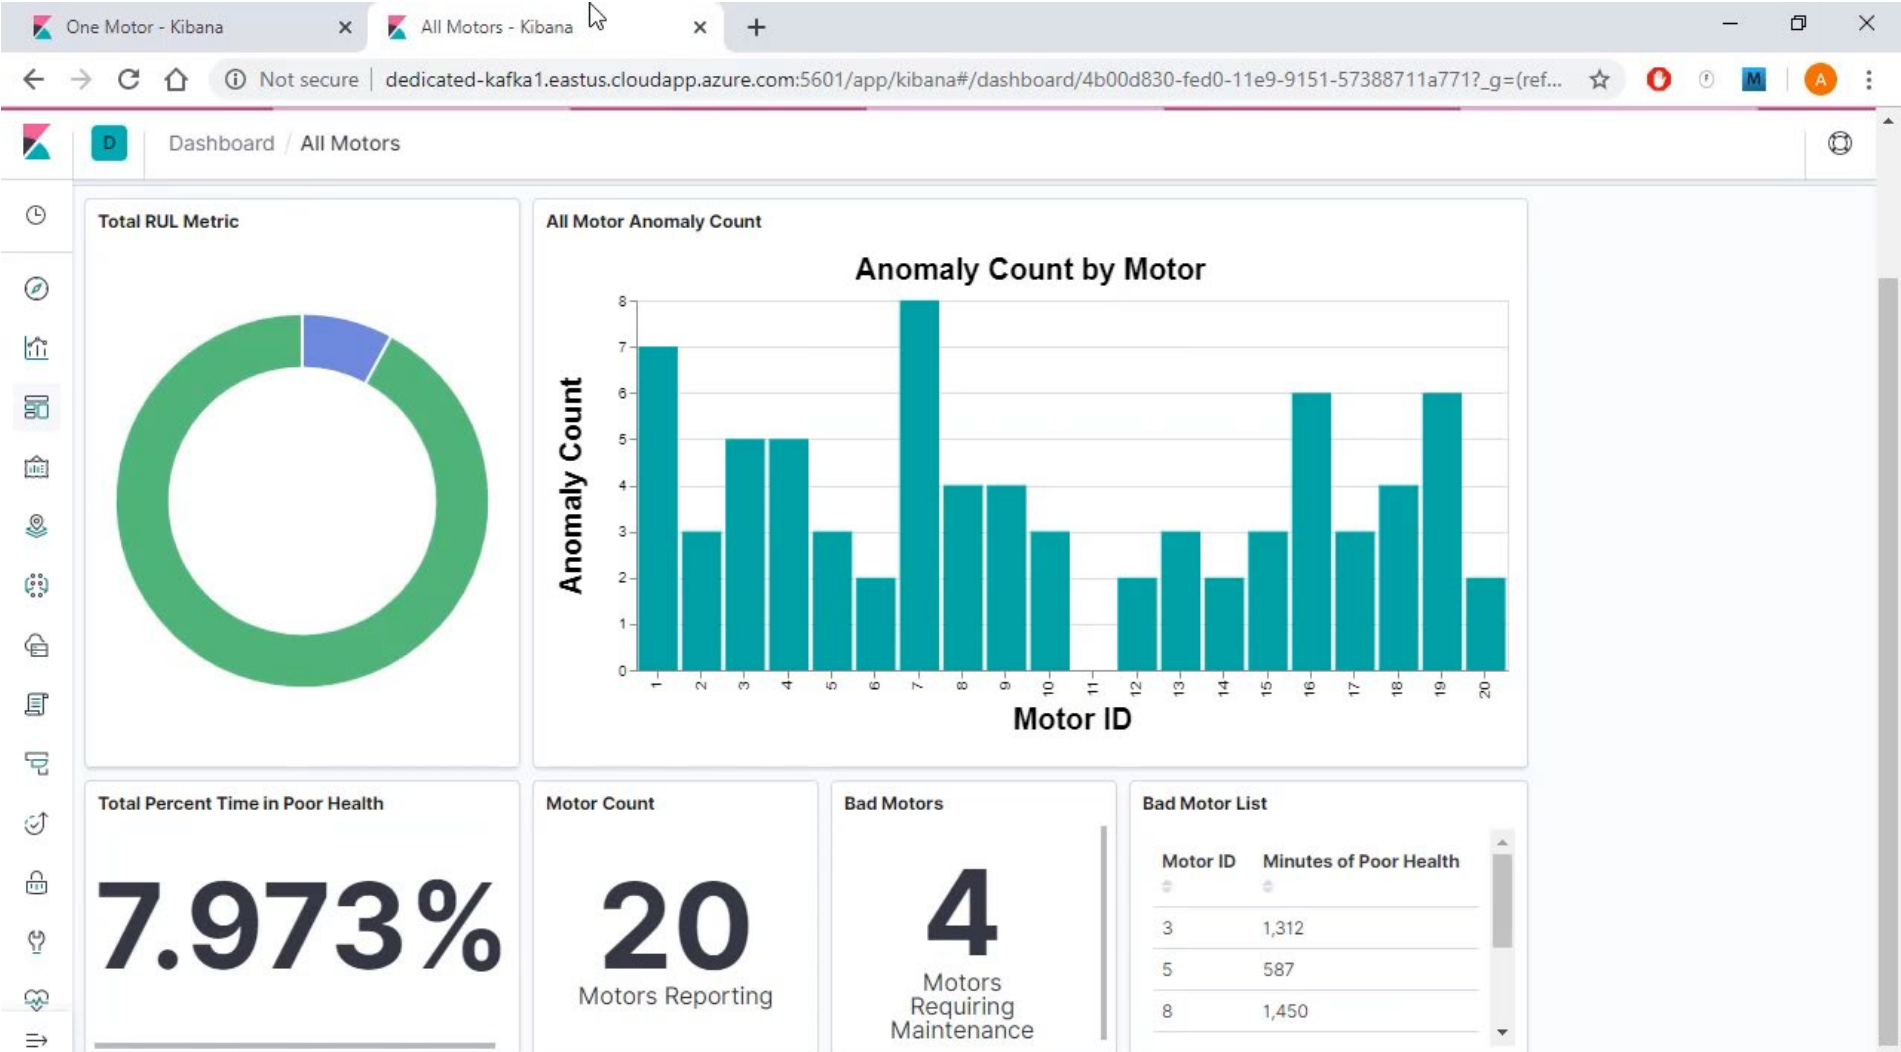 One Motor - Kibana
All Motors - Kibana
Not secure | dedicated-kafka1.eastus.cloudapp.azure.com:5601/app/kibana#/dashboard/4b00d830-fed0-11e9-9151-57388711a771?_g=(ref...
M
A
D
Dashboard / All Motors
Total RUL Metric
All Motor Anomaly Count
Anomaly Count by Motor
Anomaly Count
8
7
6
5
4
3
2
1
0
1 2 3 4 5 6 7 8 9 10 11 12 13 14 15 16 17 18 19 20
Motor ID
Total Percent Time in Poor Health
7.973%
Motor Count
20
Motors Reporting
Bad Motors
4
Motors
Requiring
Maintenance
Bad Motor List
Motor ID Minutes of Poor Health
3 1,312
5 587
8 1,450